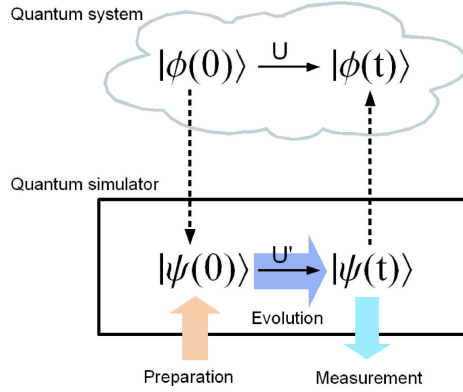 Quantum system
|ϕ(0)⟩ U |ϕ(t)⟩
Quantum simulator
|ψ(0)⟩ U' |ψ(t)⟩
Evolution
Preparation Measurement